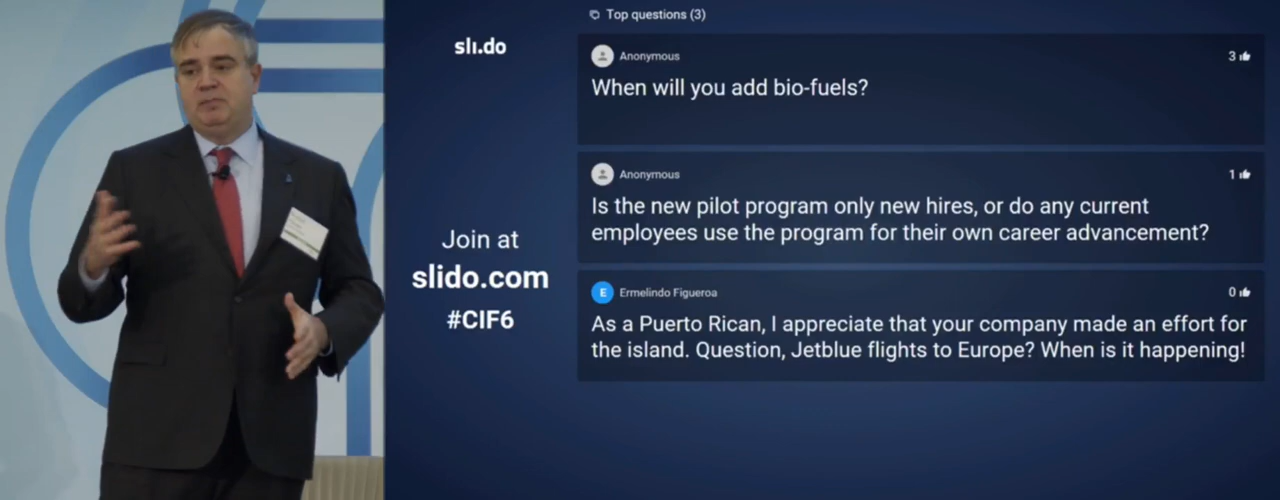 sli.do
Join at
slido.com
#CIF6
Top questions (3)
Anonymous
3
When will you add bio-fuels?
Anonymous
1
Is the new pilot program only new hires, or do any current
employees use the program for their own career advancement?
E
Ermelindo Figueroa
0
As a Puerto Rican, I appreciate that your company made an effort for
the island. Question, Jetblue flights to Europe? When is it happening!